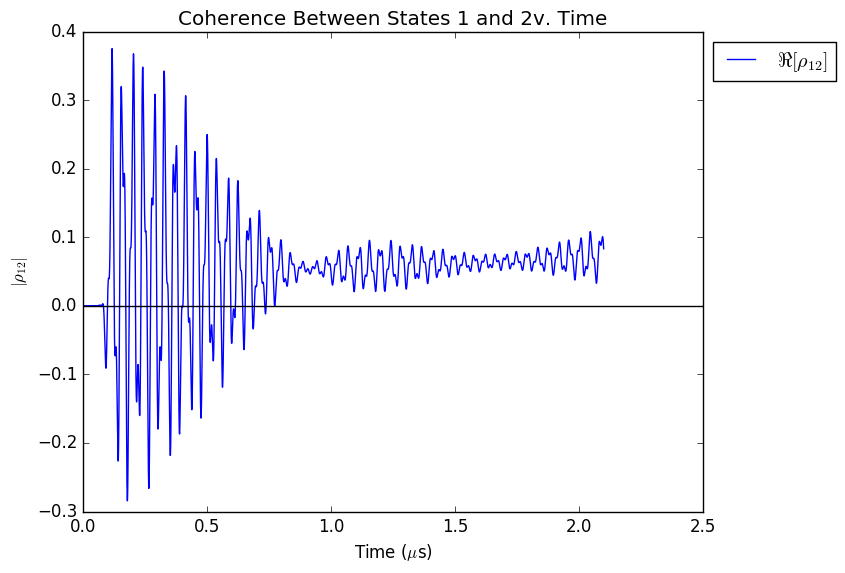 Coherence Between States 1 and 2v. Time
0.4
0.3
0.2
0.1
0.0
−0.1
−0.2
−0.3
|ρ12|
0.0 0.5 1.0 1.5 2.0 2.5
Time (μs)
ℜ[ρ12]